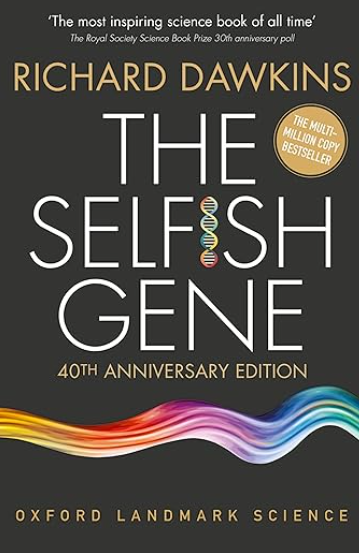 ‘The most inspiring science book of all time’
The Royal Society Science Book Prize 30th anniversary poll
RICHARD DAWKINS
THE
SELFISH
GENE
THE MULTI-
MILLION COPY
BESTSELLER
40TH ANNIVERSARY EDITION
OXFORD LANDMARK SCIENCE